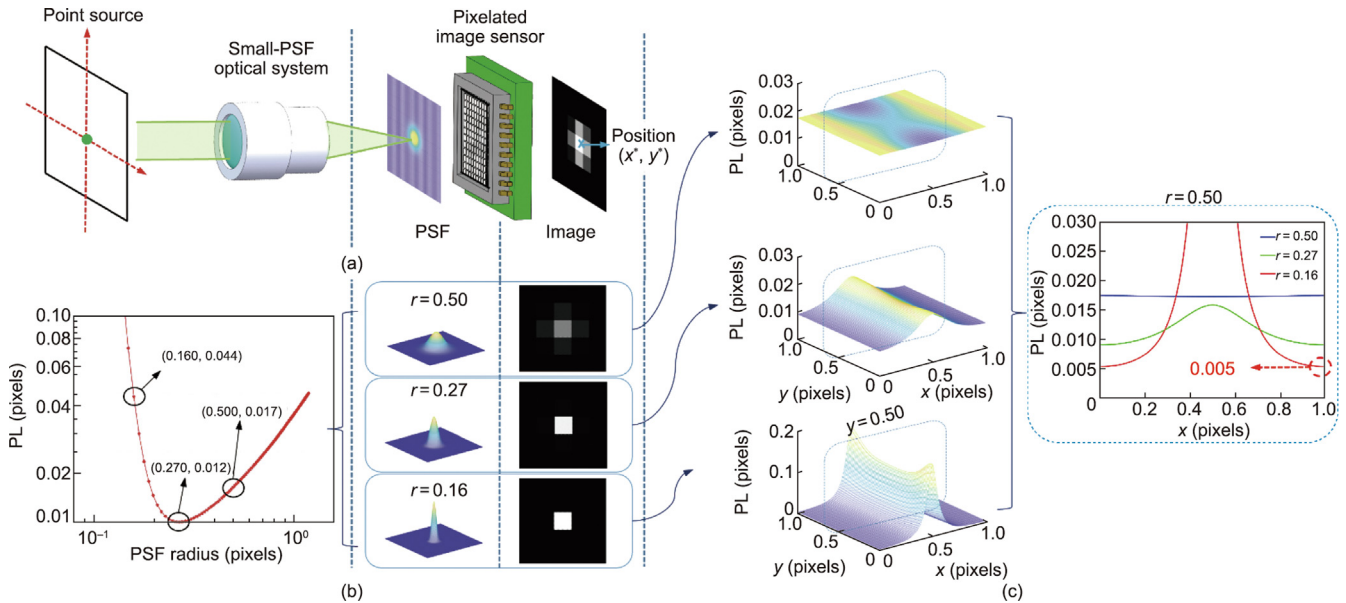 Point source
Small-PSF
optical system
Pixelated
image sensor
Position
(x*, y*)
PSF
Image
(a)
0.10
0.08
0.06
0.04
0.02
0.01
PL (pixels)
(0.160, 0.044)
(0.500, 0.017)
(0.270, 0.012)
10⁻¹
10⁰
PSF radius (pixels)
r = 0.50
r = 0.27
r = 0.16
(b)
0.03
0.02
0.01
0
PL (pixels)
1.0
0.5
0
0.5
1.0
0.03
0.02
0.01
0
PL (pixels)
1.0
0.5
0
0.5
1.0
y (pixels)
x (pixels)
y = 0.50
0.2
0.1
0
PL (pixels)
1.0
0.5
0
0.5
1.0
y (pixels)
x (pixels)
(c)
r = 0.50
0.030
0.025
0.020
0.015
0.010
0.005
PL (pixels)
r = 0.50
r = 0.27
r = 0.16
0.005
0
0.2
0.4
0.6
0.8
1.0
x (pixels)